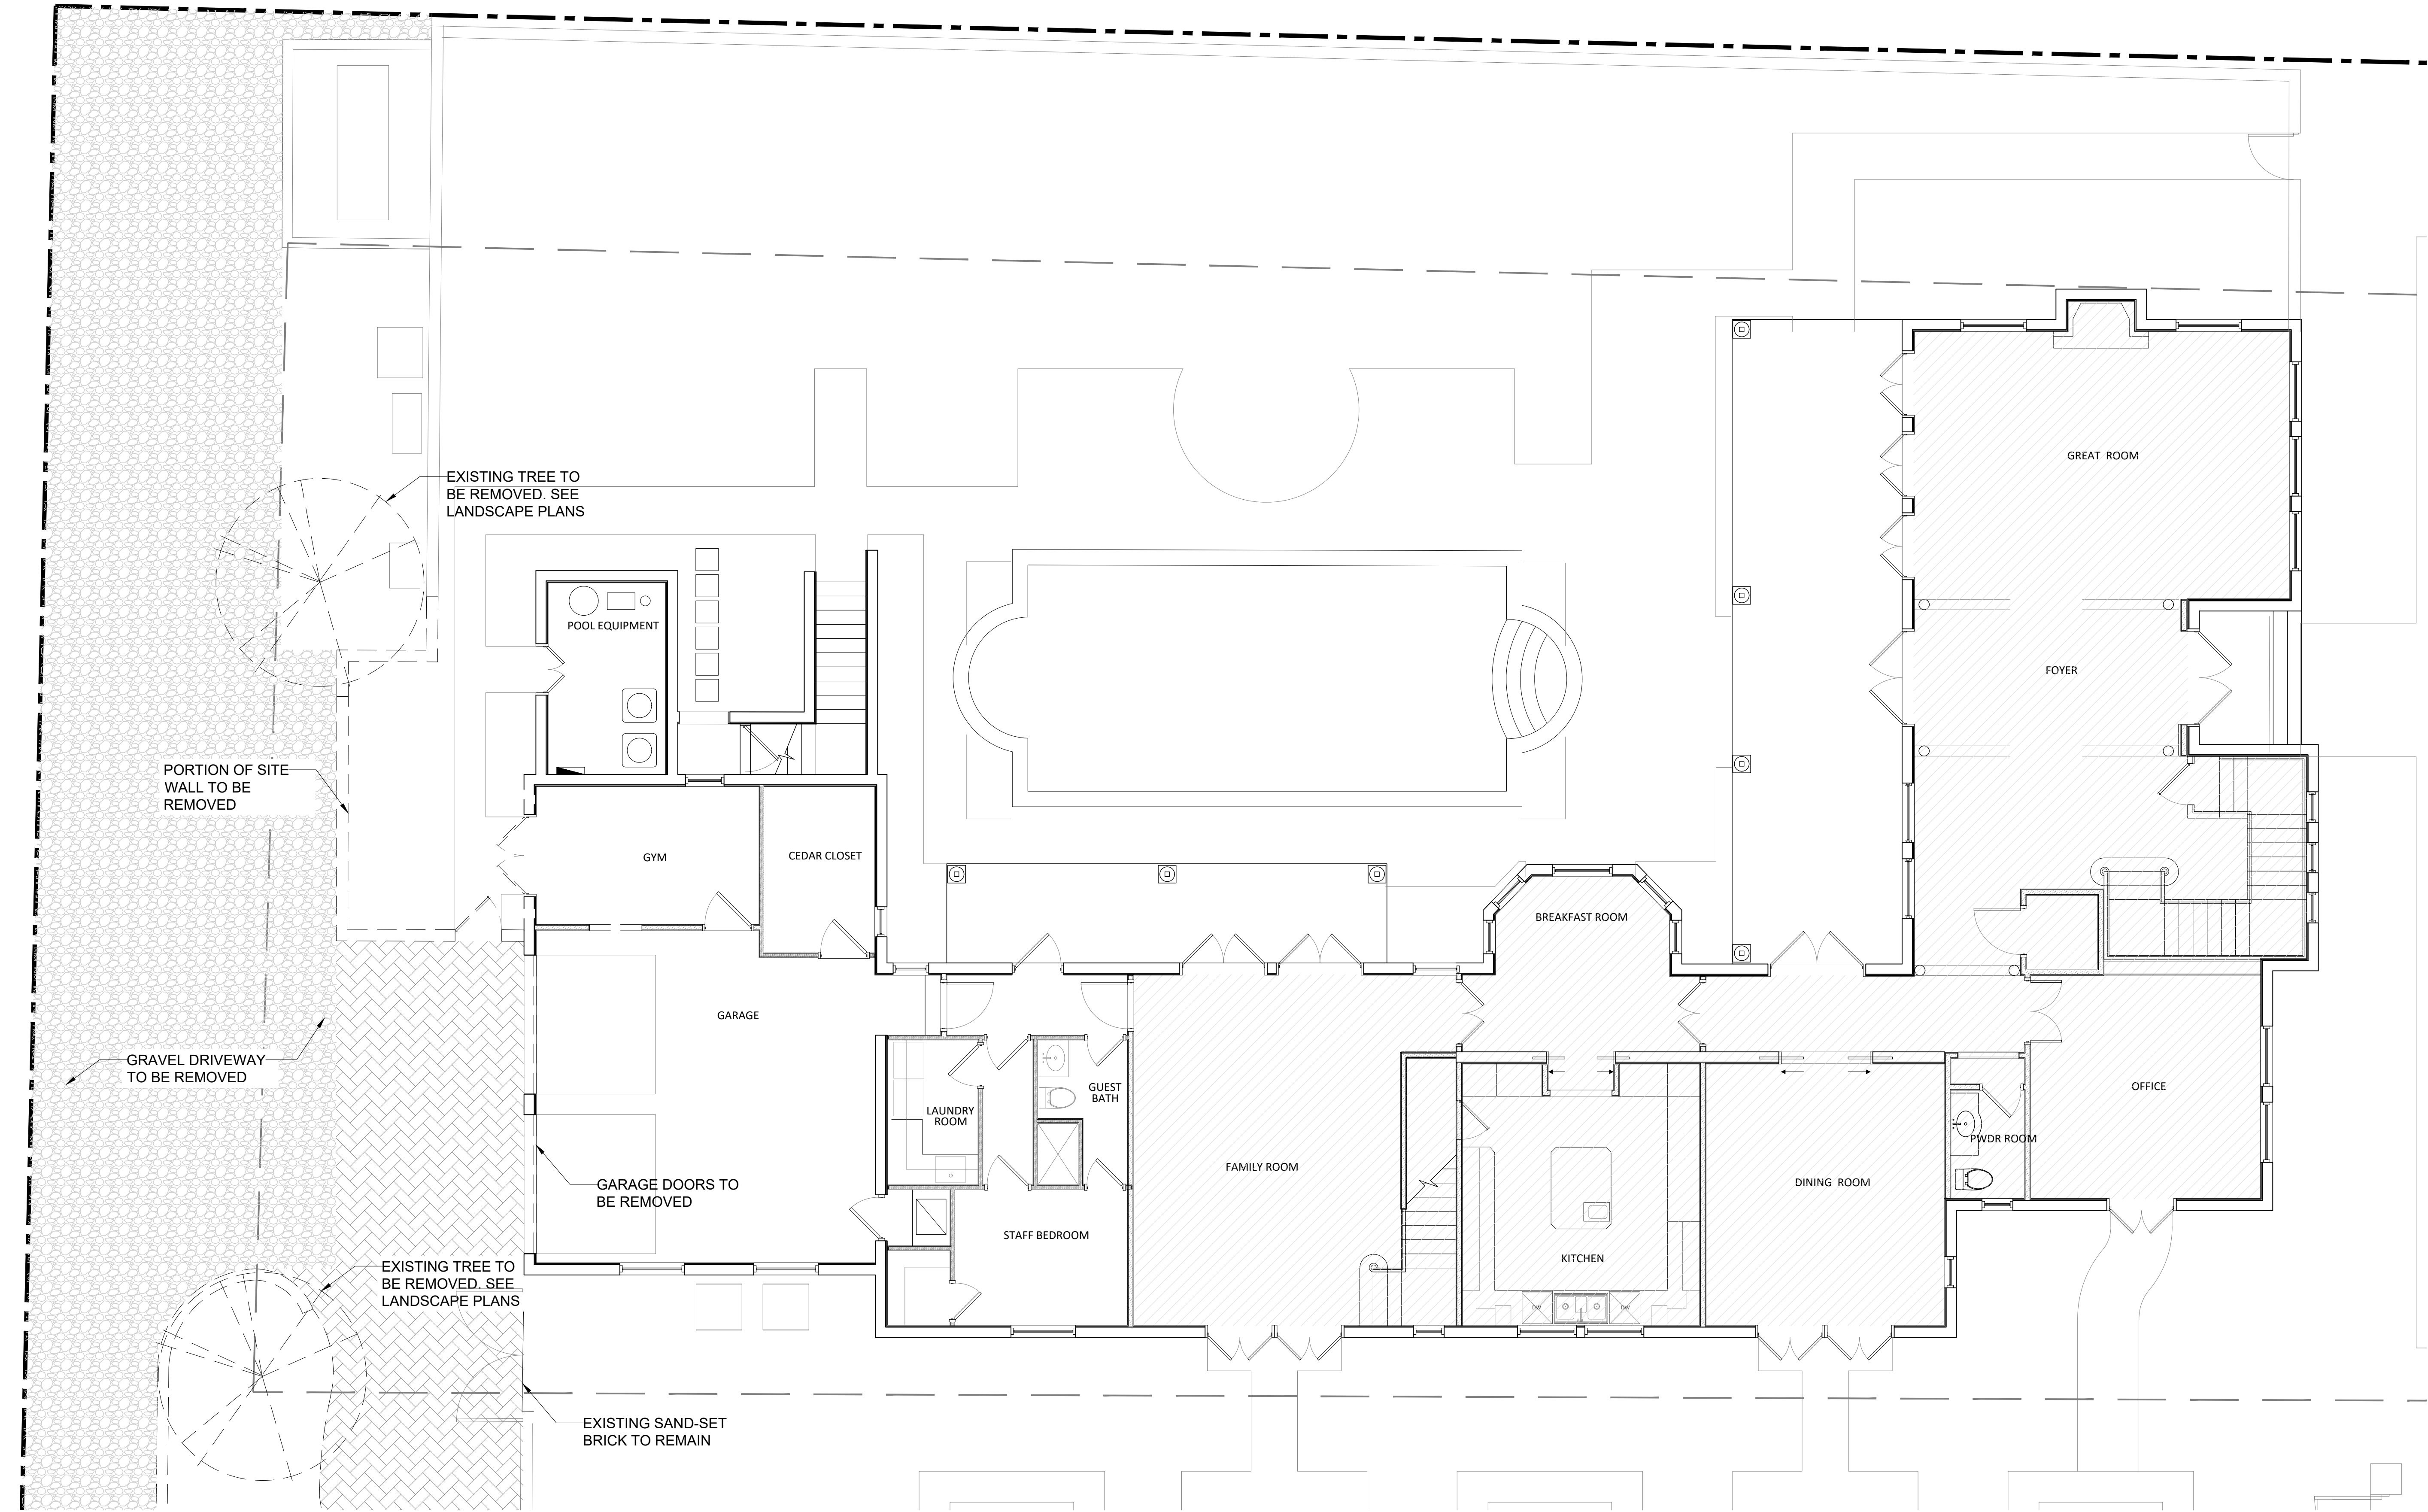 EXISTING TREE TO
BE REMOVED. SEE
LANDSCAPE PLANS
GREAT ROOM
POOL EQUIPMENT
FOYER
PORTION OF SITE
WALL TO BE
REMOVED
GYM
CEDAR CLOSET
BREAKFAST ROOM
GARAGE
GRAVEL DRIVEWAY
TO BE REMOVED
LAUNDRY
ROOM
GUEST
BATH
OFFICE
PWDR ROOM
FAMILY ROOM
DINING ROOM
GARAGE DOORS TO
BE REMOVED
STAFF BEDROOM
KITCHEN
EXISTING TREE TO
BE REMOVED. SEE
LANDSCAPE PLANS
DW
DW
EXISTING SAND-SET
BRICK TO REMAIN